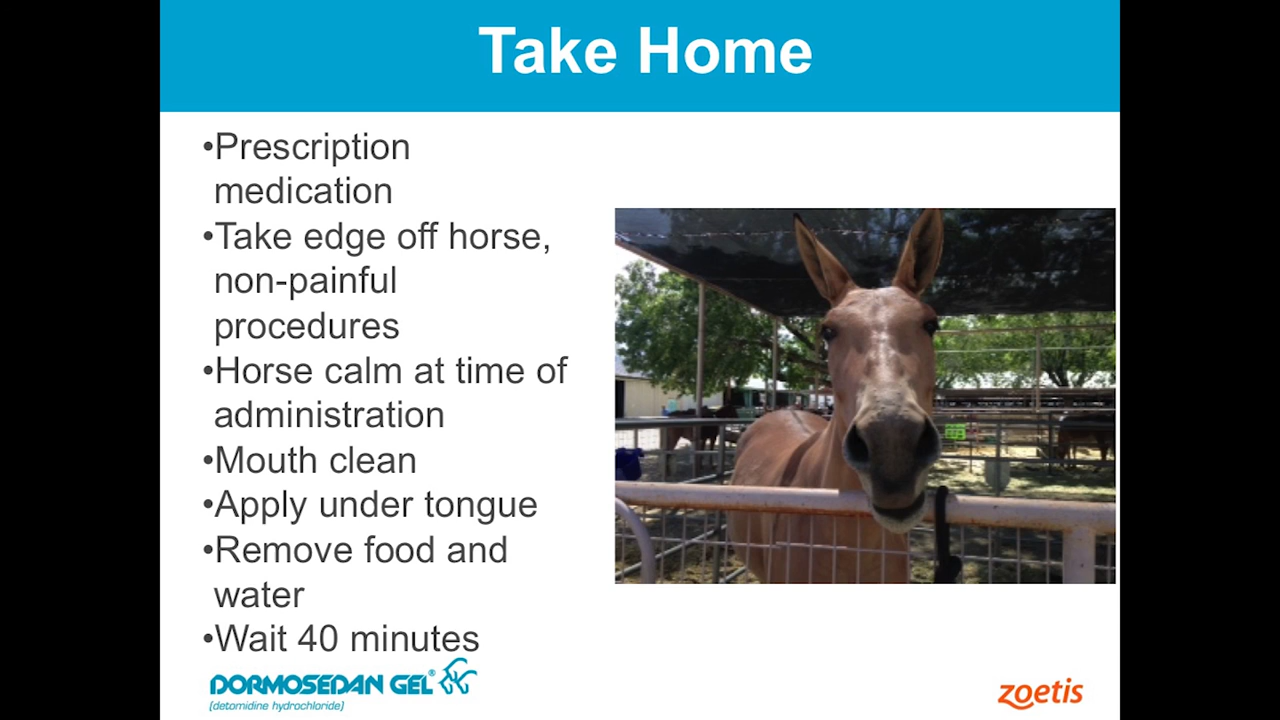 Take Home
•Prescription
medication
•Take edge off horse,
non-painful
procedures
•Horse calm at time of
administration
•Mouth clean
•Apply under tongue
•Remove food and
water
•Wait 40 minutes
DORMOSEDAN GEL®
(detomidine hydrochloride)
zoetis